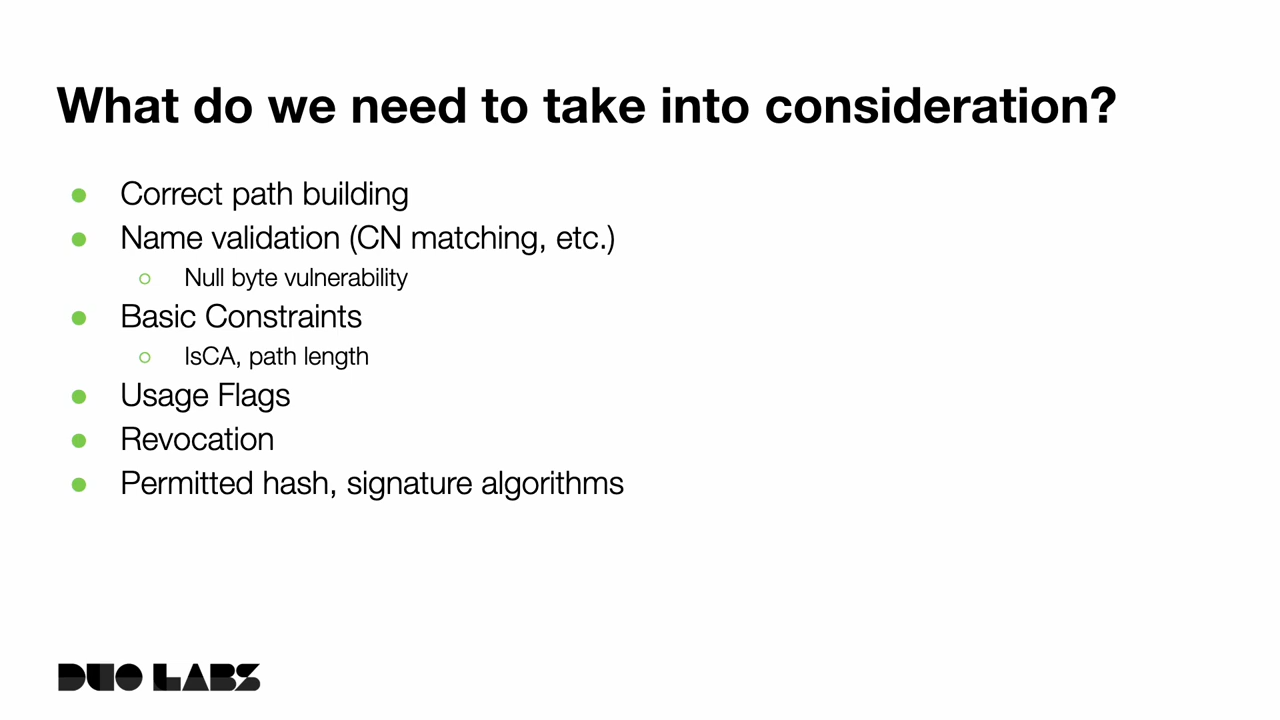 What do we need to take into consideration?
● Correct path building
● Name validation (CN matching, etc.)
○ Null byte vulnerability
● Basic Constraints
○ IsCA, path length
● Usage Flags
● Revocation
● Permitted hash, signature algorithms
DUO LABS